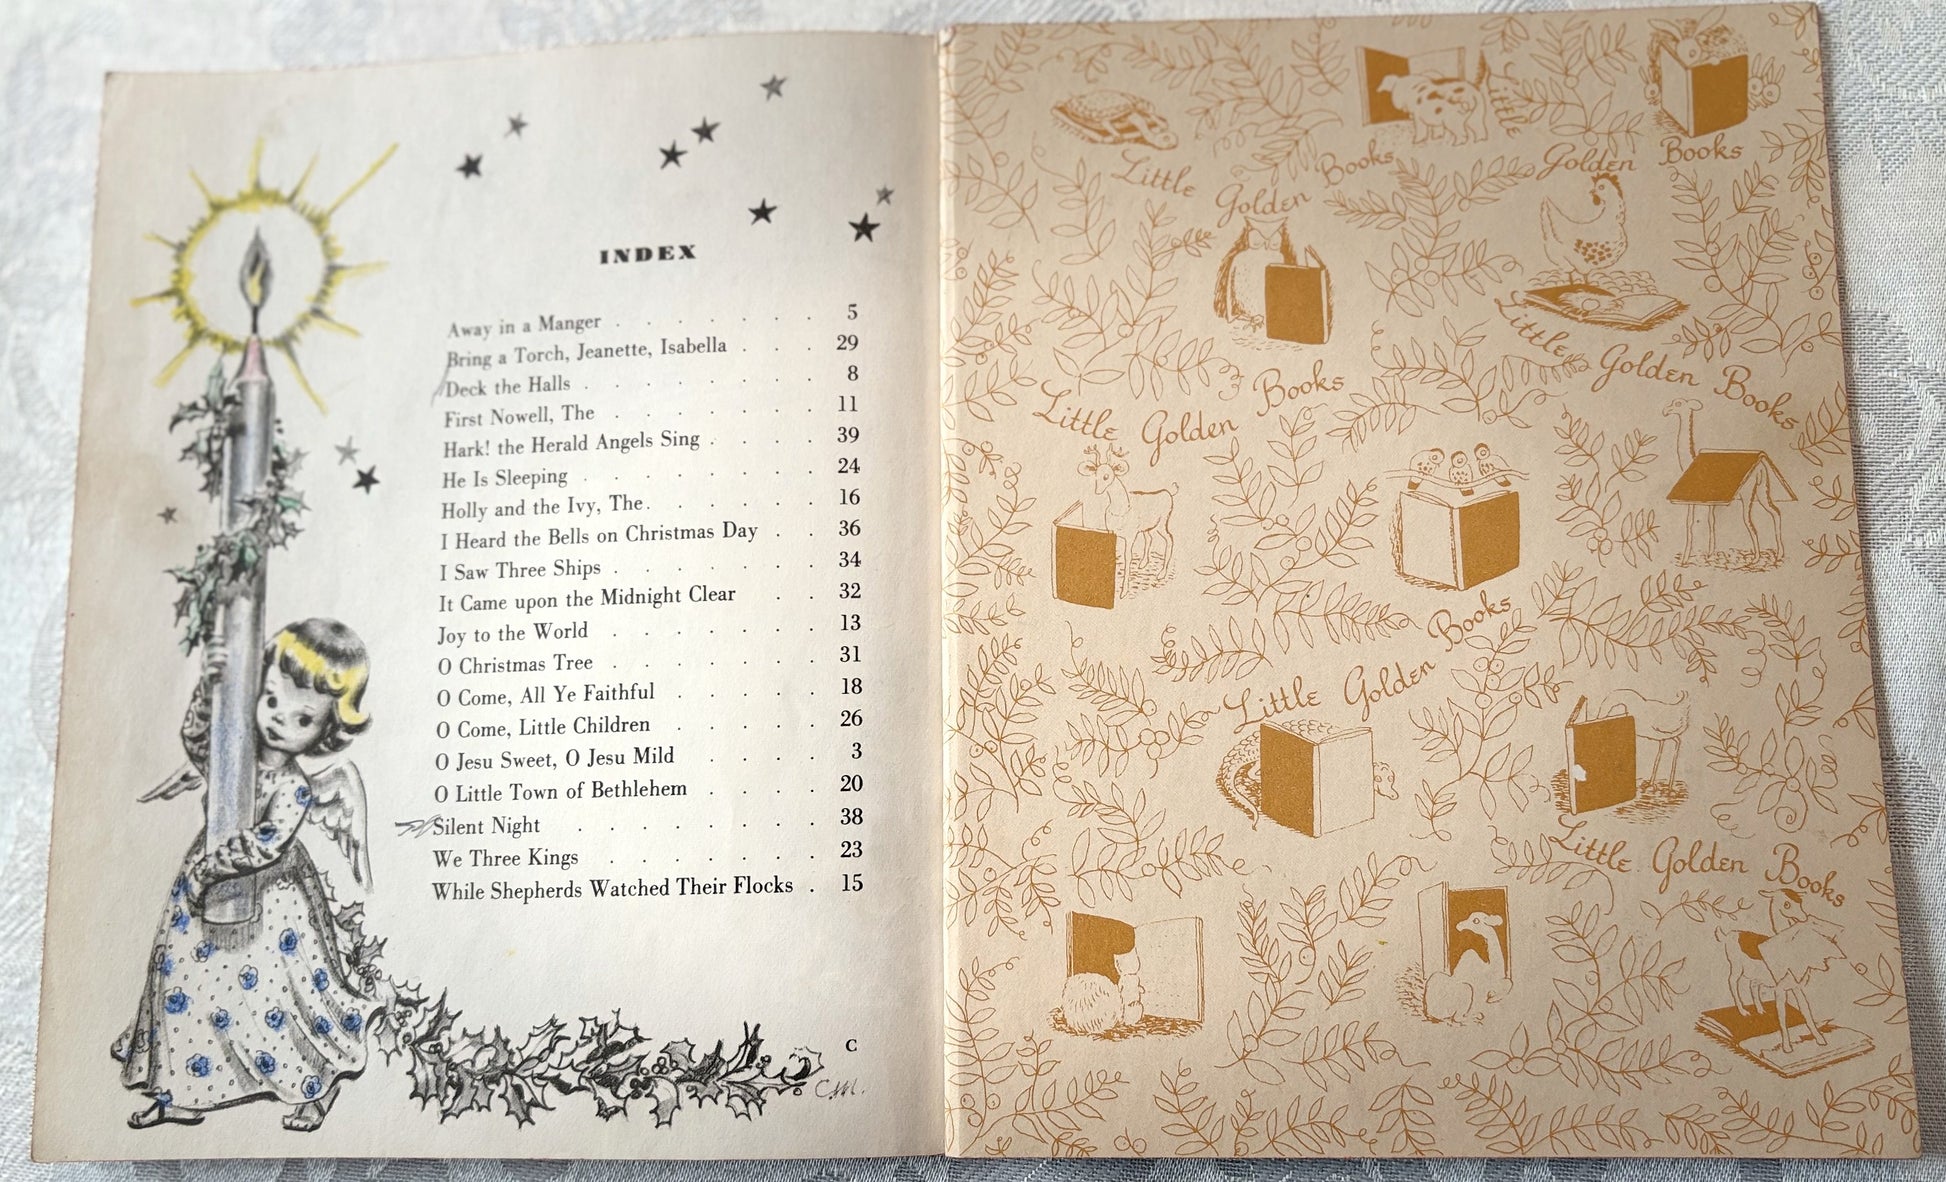 INDEX
Away in a Manger . . . . . . . 5
Bring a Torch, Jeanette, Isabella . . . 29
Deck the Halls . . . . . . . . 8
First Nowell, The . . . . . . . 11
Hark! the Herald Angels Sing . . . . 39
He Is Sleeping . . . . . . . . 24
Holly and the Ivy, The . . . . . . 16
I Heard the Bells on Christmas Day . . 36
I Saw Three Ships . . . . . . . 34
It Came upon the Midnight Clear . . 32
Joy to the World . . . . . . . 13
O Christmas Tree . . . . . . . 31
O Come, All Ye Faithful . . . . . 18
O Come, Little Children . . . . . 26
O Jesu Sweet, O Jesu Mild . . . . 3
O Little Town of Bethlehem . . . . 20
Silent Night . . . . . . . . 38
We Three Kings . . . . . . . 23
While Shepherds Watched Their Flocks . 15
C
C.M.
Little Golden Books
Little Golden Books
Little Golden Books
Little Golden Books
Little Golden Books
Little Golden Books